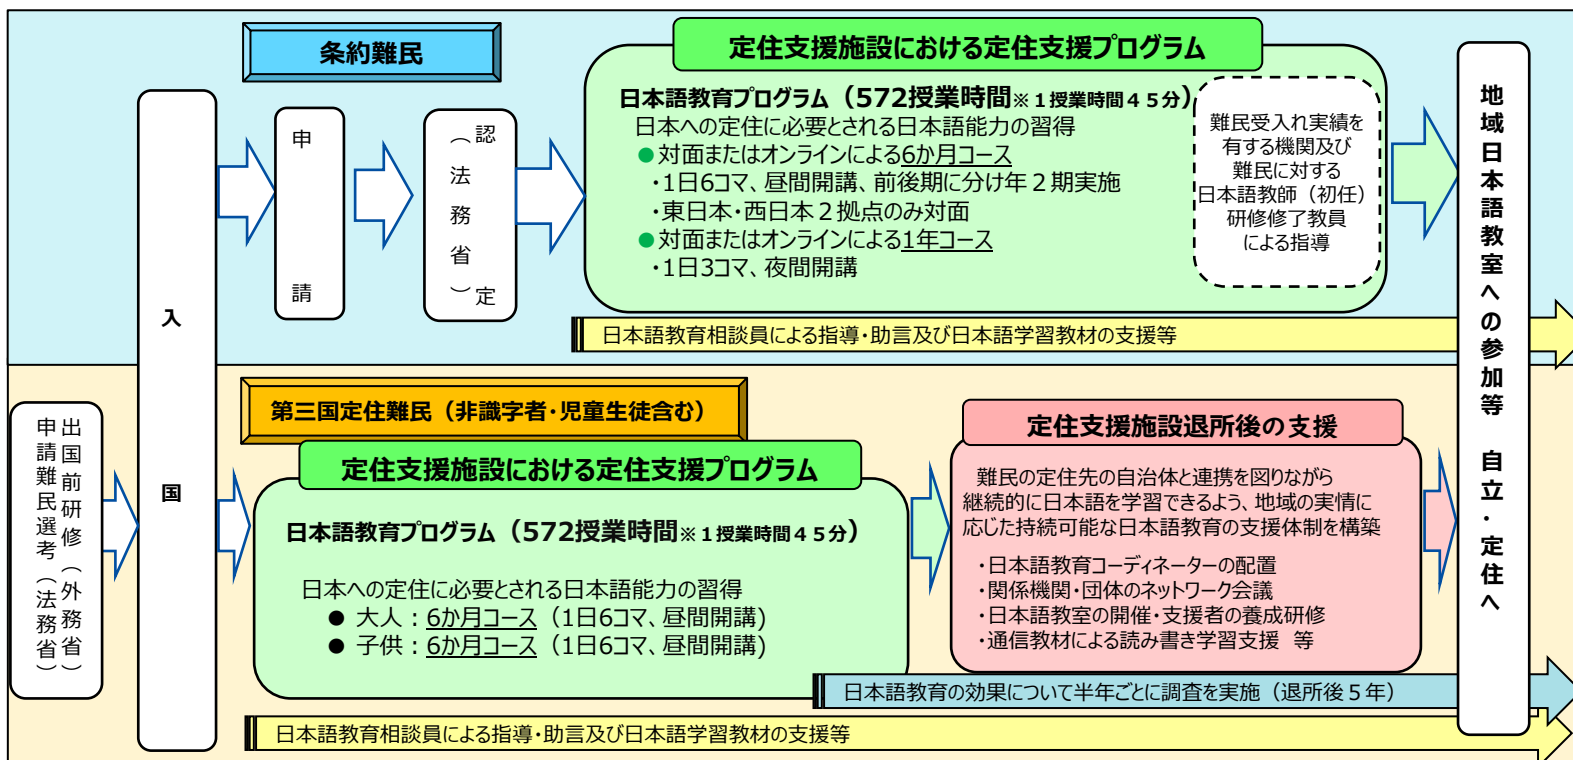 条約難民
定住支援施設における定住支援プログラム
日本語教育プログラム（572授業時間※１授業時間４５分）
日本への定住に必要とされる日本語能力の習得
●対面またはオンラインによる6か月コース
・1日6コマ、昼間開講、前後期に分け年２期実施
・東日本・西日本２拠点のみ対面
●対面またはオンラインによる1年コース
・1日3コマ、夜間開講
難民受入れ実績を
有する機関及び
難民に対する
日本語教師（初任）
研修修了教員
による指導
申請
認定
（法務省）
入国
地域日本語教室への参加等　自立・定住へ
日本語教育相談員による指導・助言及び日本語学習教材の支援等
第三国定住難民（非識字者・児童生徒含む）
出国前研修（外務省）
申請難民選考（法務省）
定住支援施設における定住支援プログラム
日本語教育プログラム（572授業時間※１授業時間４５分）
日本への定住に必要とされる日本語能力の習得
● 大人：6か月コース（1日6コマ、昼間開講)
● 子供：6か月コース（1日6コマ、昼間開講)
定住支援施設退所後の支援
難民の定住先の自治体と連携を図りながら
継続的に日本語を学習できるよう、地域の実情に
応じた持続可能な日本語教育の支援体制を構築
・日本語教育コーディネーターの配置
・関係機関・団体のネットワーク会議
・日本語教室の開催・支援者の養成研修
・通信教材による読み書き学習支援 等
日本語教育の効果について半年ごとに調査を実施（退所後５年）
日本語教育相談員による指導・助言及び日本語学習教材の支援等